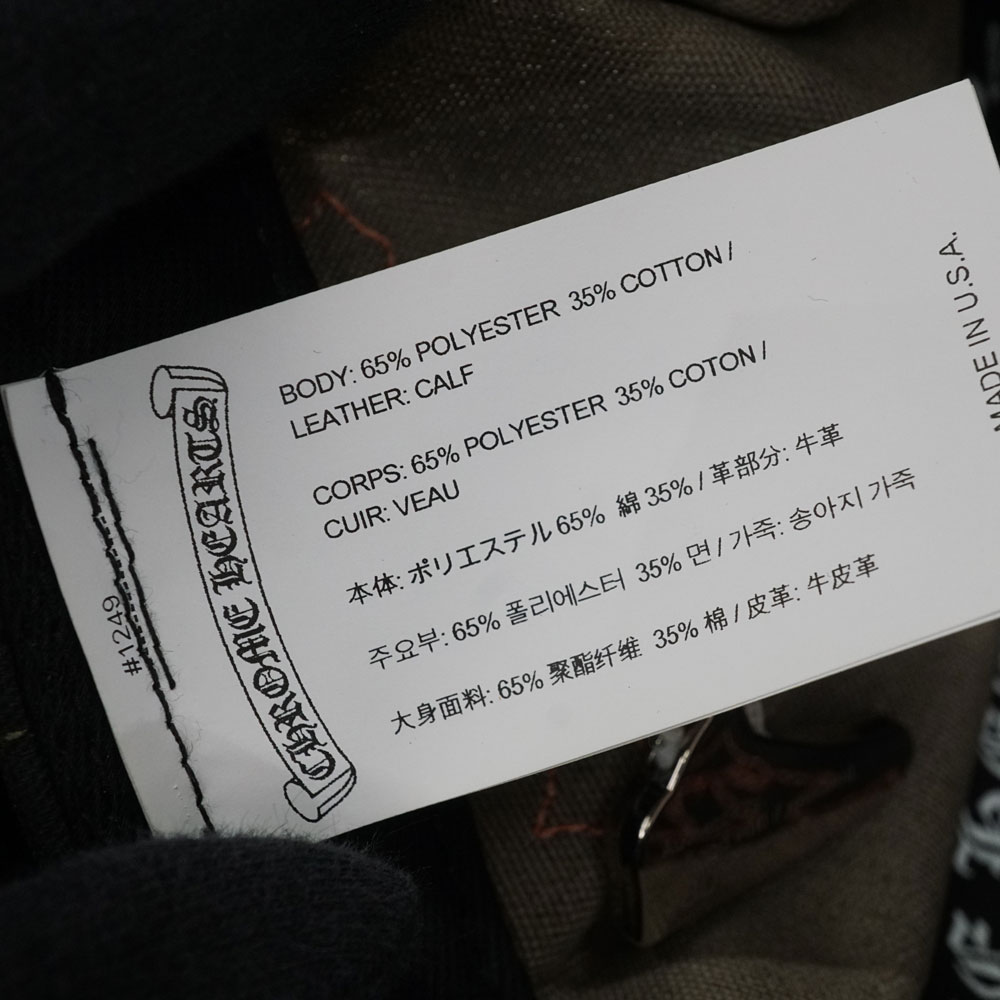 BODY: 65% POLYESTER 35% COTTON /
LEATHER: CALF
CORPS: 65% POLYESTER 35% COTON /
CUIR: VEAU
本体: ポリエステル 65% 綿 35% / 革部分: 牛革
주요부: 65% 폴리에스터 35% 면 / 가죽: 송아지 가죽
大身面料: 65% 聚酯纤维 35% 棉 / 皮革: 牛皮革
CHROME HEARTS
#1249
MADE IN U.S.A.